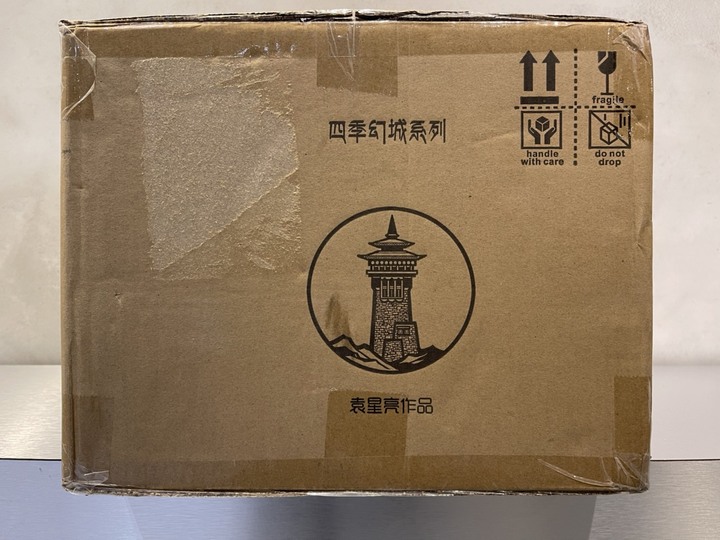 四季幻城系列
fragile
handle
with care
do not
drop
袁星亮作品